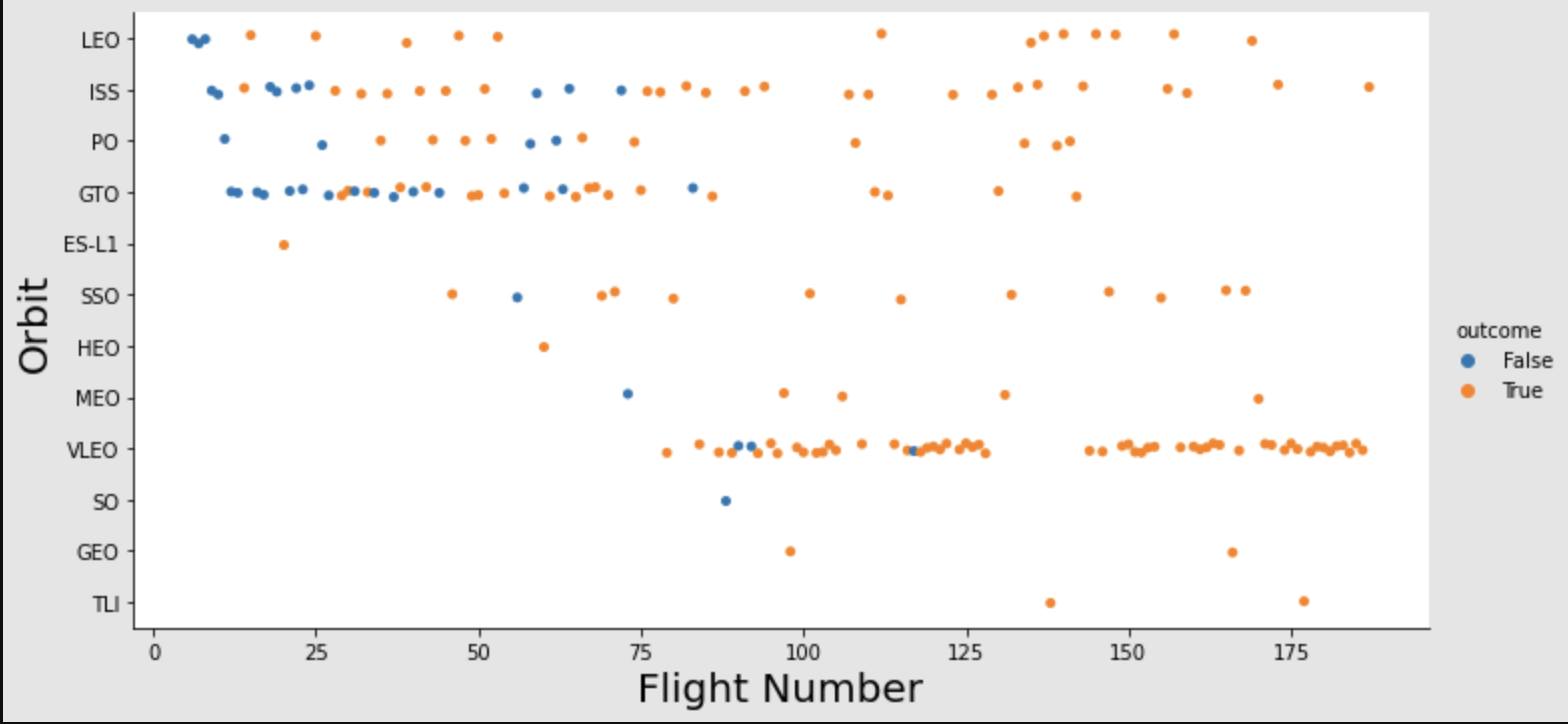 LEO
ISS
PO
GTO
ES-L1
SSO
HEO
MEO
VLEO
SO
GEO
TLI
Orbit
0 25 50 75 100 125 150 175
Flight Number
outcome
False
True